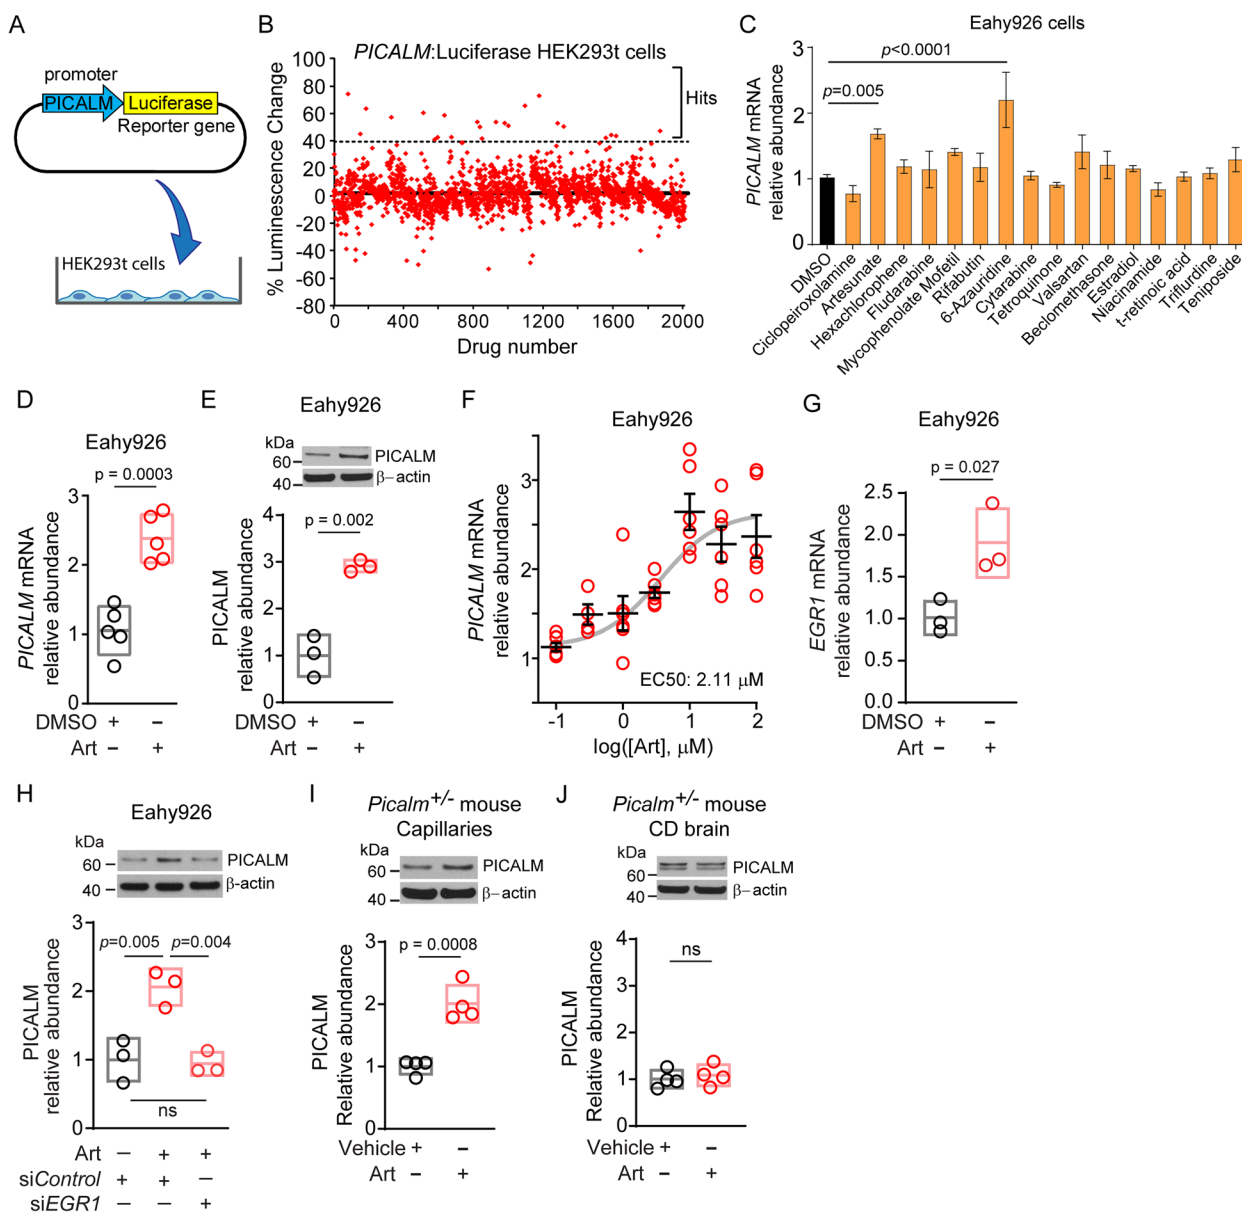 A
promoter
PICALM
Luciferase
Reporter gene
HEK293t cells
B
PICALM:Luciferase HEK293t cells
Hits
% Luminescence Change
100
80
60
40
20
0
-20
-40
-60
-80
0
400
800
1200
1600
2000
Drug number
C
Eahy926 cells
p<0.0001
p=0.005
PICALM mRNA
relative abundance
3
2
1
0
DMSO
Ciclopeiroxolamine
Artesunate
Hexachlorophene
Fludarabine
Mycophenolate Mofetil
Rifabutin
6-Azauridine
Cytarabine
Tetroquinone
Valsartan
Beclomethasone
Estradiol
Niacinamide
t-retinoic acid
Triflurdine
Teniposide
D
Eahy926
p = 0.0003
PICALM mRNA
relative abundance
3
2
1
0
DMSO + −
Art − +
E
Eahy926
kDa
60
40
PICALM
β−actin
p = 0.002
PICALM
relative abundance
4
3
2
1
0
+ −
− +
F
Eahy926
PICALM mRNA
relative abundance
3
2
1
EC50: 2.11 μM
-1
0
1
2
log([Art], μM)
G
Eahy926
p = 0.027
EGR1 mRNA
relative abundance
2.5
2.0
1.5
1.0
0.5
0.0
DMSO + −
Art − +
H
Eahy926
kDa
60
40
PICALM
β-actin
p=0.005
p=0.004
ns
PICALM
relative abundance
3
2
1
0
Art − + +
siControl + + −
siEGR1 − − +
I
Picalm+/- mouse
Capillaries
kDa
60
40
PICALM
β−actin
p = 0.0008
PICALM
Relative abundance
3
2
1
0
Vehicle + −
Art − +
J
Picalm+/- mouse
CD brain
kDa
60
40
PICALM
β−actin
ns
PICALM
Relative abundance
4
3
2
1
0
Vehicle + −
Art − +